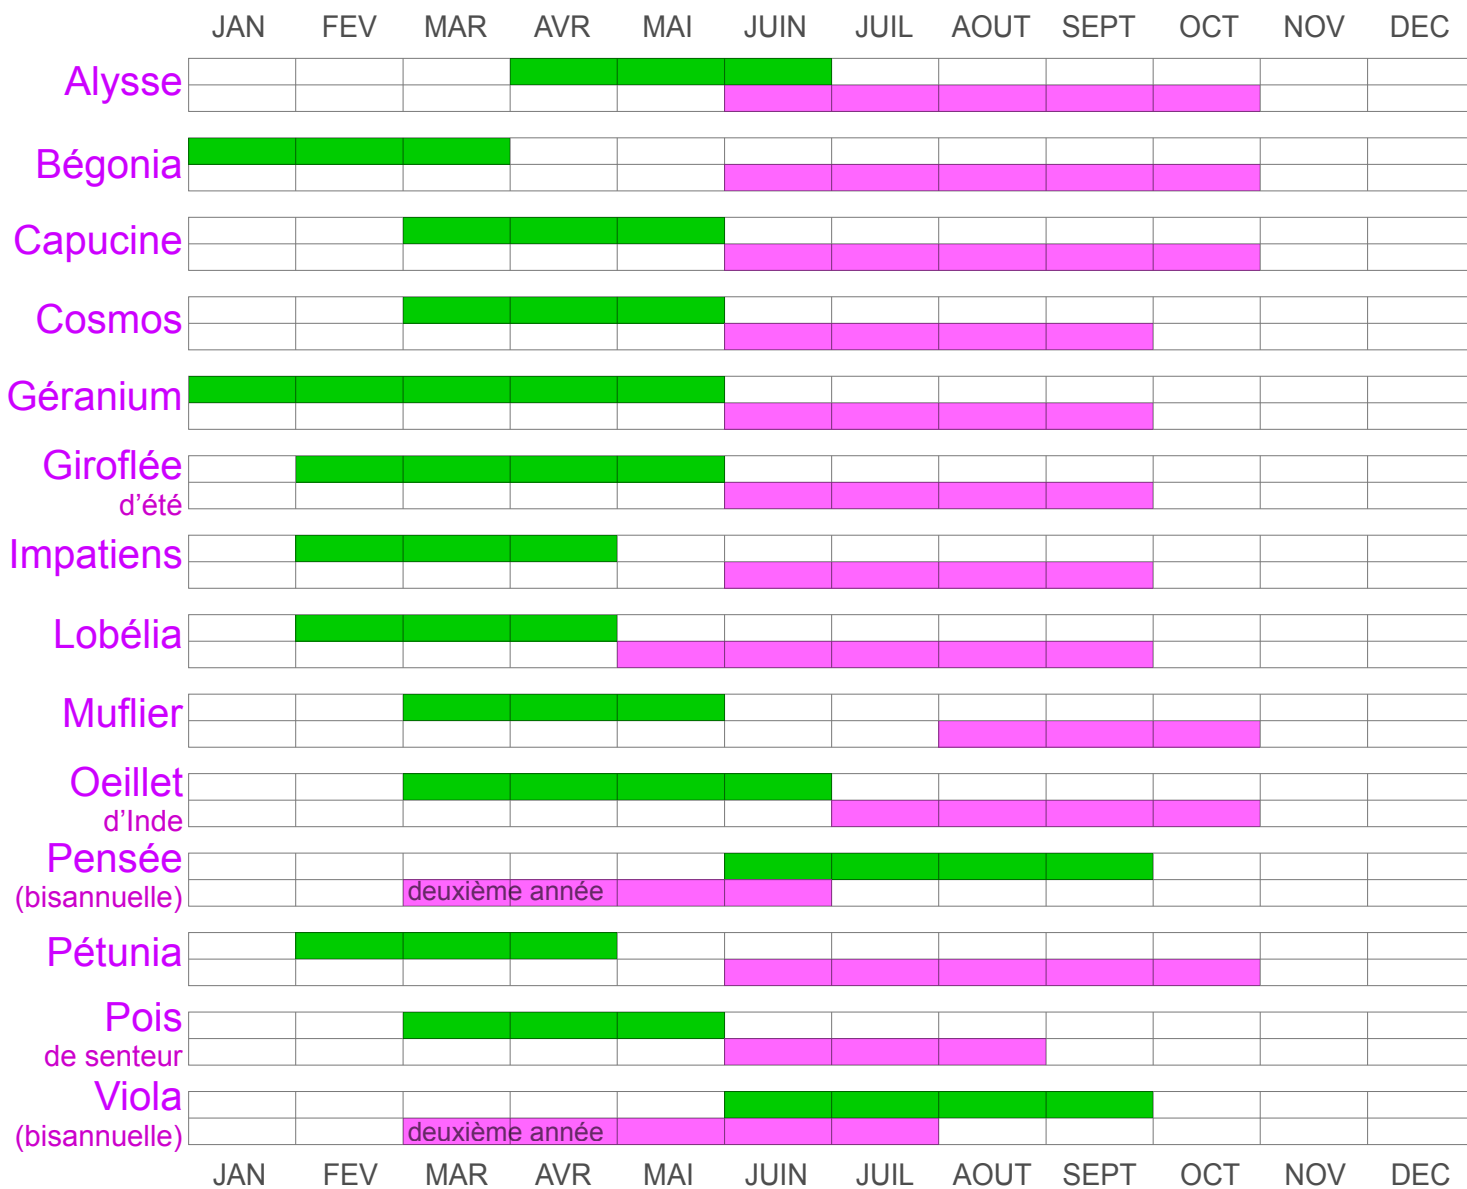 JAN FEV MAR AVR MAI JUIN JUIL AOUT SEPT OCT NOV DEC
Alysse
Bégonia
Capucine
Cosmos
Géranium
Giroflée
d'été
Impatiens
Lobélia
Muflier
Oeillet
d'Inde
Pensée
(bisannuelle) deuxième année
Pétunia
Pois
de senteur
Viola
(bisannuelle) deuxième année
JAN FEV MAR AVR MAI JUIN JUIL AOUT SEPT OCT NOV DEC